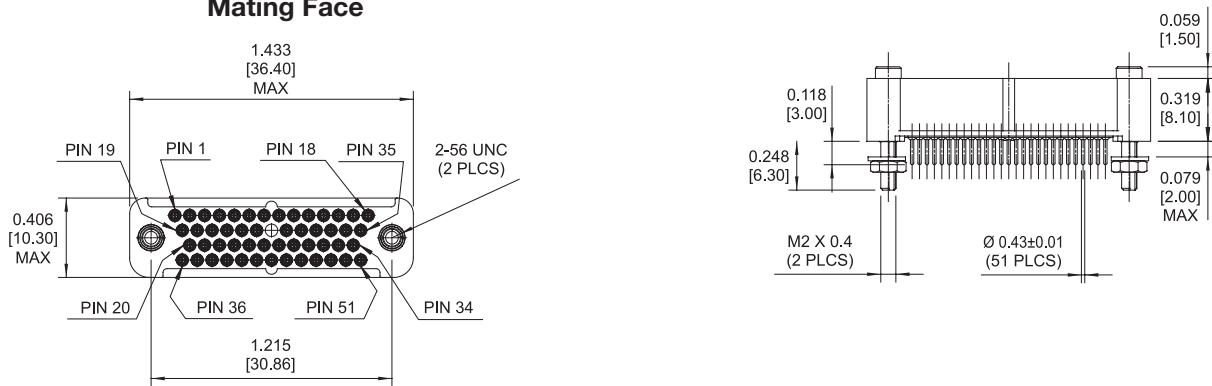 Mating Face
1.433
[36.40]
MAX
PIN 19
PIN 1
PIN 18
PIN 35
2-56 UNC
(2 PLCS)
0.406
[10.30]
MAX
PIN 20
PIN 36
PIN 51
PIN 34
1.215
[30.86]
0.059
[1.50]
0.118
[3.00]
0.319
[8.10]
0.248
[6.30]
0.079
[2.00]
MAX
M2 X 0.4
(2 PLCS)
Ø 0.43±0.01
(51 PLCS)